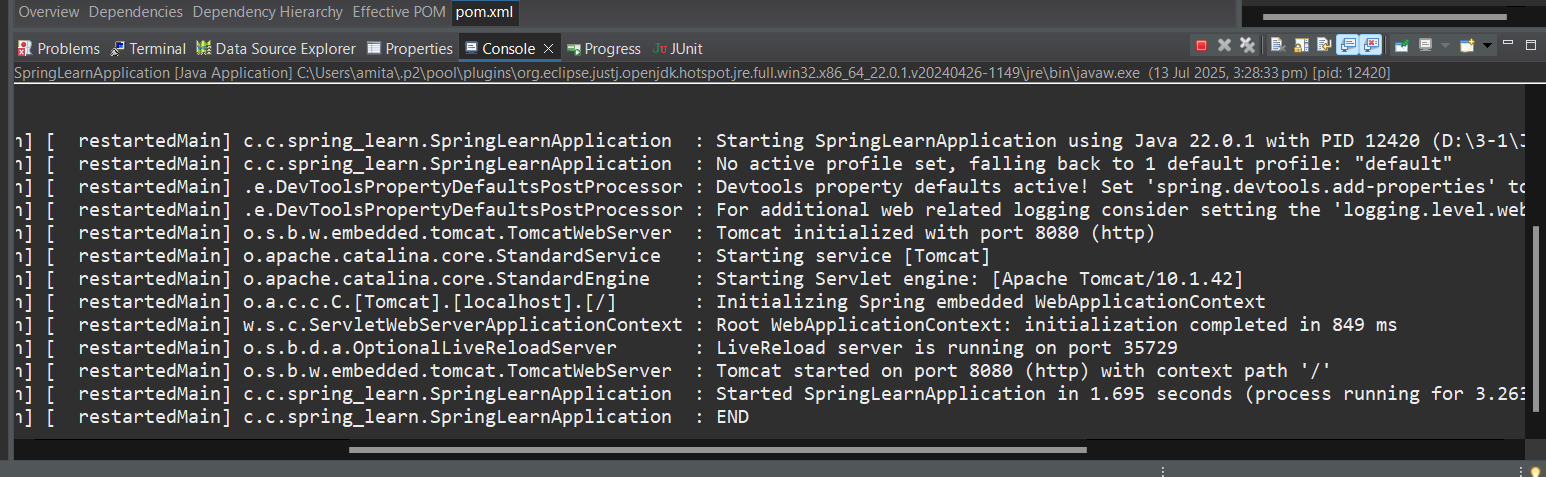 Overview Dependencies Dependency Hierarchy Effective POM pom.xml
Problems Terminal Data Source Explorer Properties Console Progress JUnit
SpringLearnApplication [Java Application] C:\Users\amita\.p2\pool\plugins\org.eclipse.justj.openjdk.hotspot.jre.full.win32.x86_64_22.0.1.v20240426-1149\jre\bin\javaw.exe (13 Jul 2025, 3:28:33 pm) [pid: 12420]
n] [  restartedMain] c.c.spring_learn.SpringLearnApplication  : Starting SpringLearnApplication using Java 22.0.1 with PID 12420 (D:\3-1\J
n] [  restartedMain] c.c.spring_learn.SpringLearnApplication  : No active profile set, falling back to 1 default profile: "default"
n] [  restartedMain] .e.DevToolsPropertyDefaultsPostProcessor : Devtools property defaults active! Set 'spring.devtools.add-properties' to
n] [  restartedMain] .e.DevToolsPropertyDefaultsPostProcessor : For additional web related logging consider setting the 'logging.level.web
n] [  restartedMain] o.s.b.w.embedded.tomcat.TomcatWebServer  : Tomcat initialized with port 8080 (http)
n] [  restartedMain] o.apache.catalina.core.StandardService   : Starting service [Tomcat]
n] [  restartedMain] o.apache.catalina.core.StandardEngine    : Starting Servlet engine: [Apache Tomcat/10.1.42]
n] [  restartedMain] o.a.c.c.C.[Tomcat].[localhost].[/]       : Initializing Spring embedded WebApplicationContext
n] [  restartedMain] w.s.c.ServletWebServerApplicationContext : Root WebApplicationContext: initialization completed in 849 ms
n] [  restartedMain] o.s.b.d.a.OptionalLiveReloadServer       : LiveReload server is running on port 35729
n] [  restartedMain] o.s.b.w.embedded.tomcat.TomcatWebServer  : Tomcat started on port 8080 (http) with context path '/'
n] [  restartedMain] c.c.spring_learn.SpringLearnApplication  : Started SpringLearnApplication in 1.695 seconds (process running for 3.263
n] [  restartedMain] c.c.spring_learn.SpringLearnApplication  : END